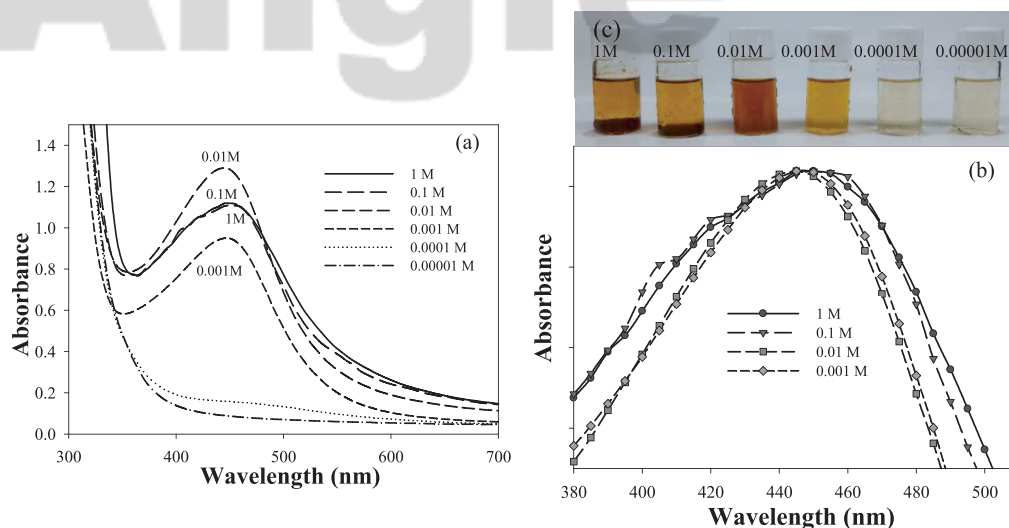 Angle
(c)
1M 0.1M 0.01M 0.001M 0.0001M 0.00001M
(a)
1.4
1.2
1.0
0.8
0.6
0.4
0.2
0.0
Absorbance
0.01M
0.1M
1M
0.001M
1 M
0.1 M
0.01 M
0.001 M
0.0001 M
0.00001 M
300 400 500 600 700
Wavelength (nm)
(b)
Absorbance
1 M
0.1 M
0.01 M
0.001 M
380 400 420 440 460 480 500
Wavelength (nm)